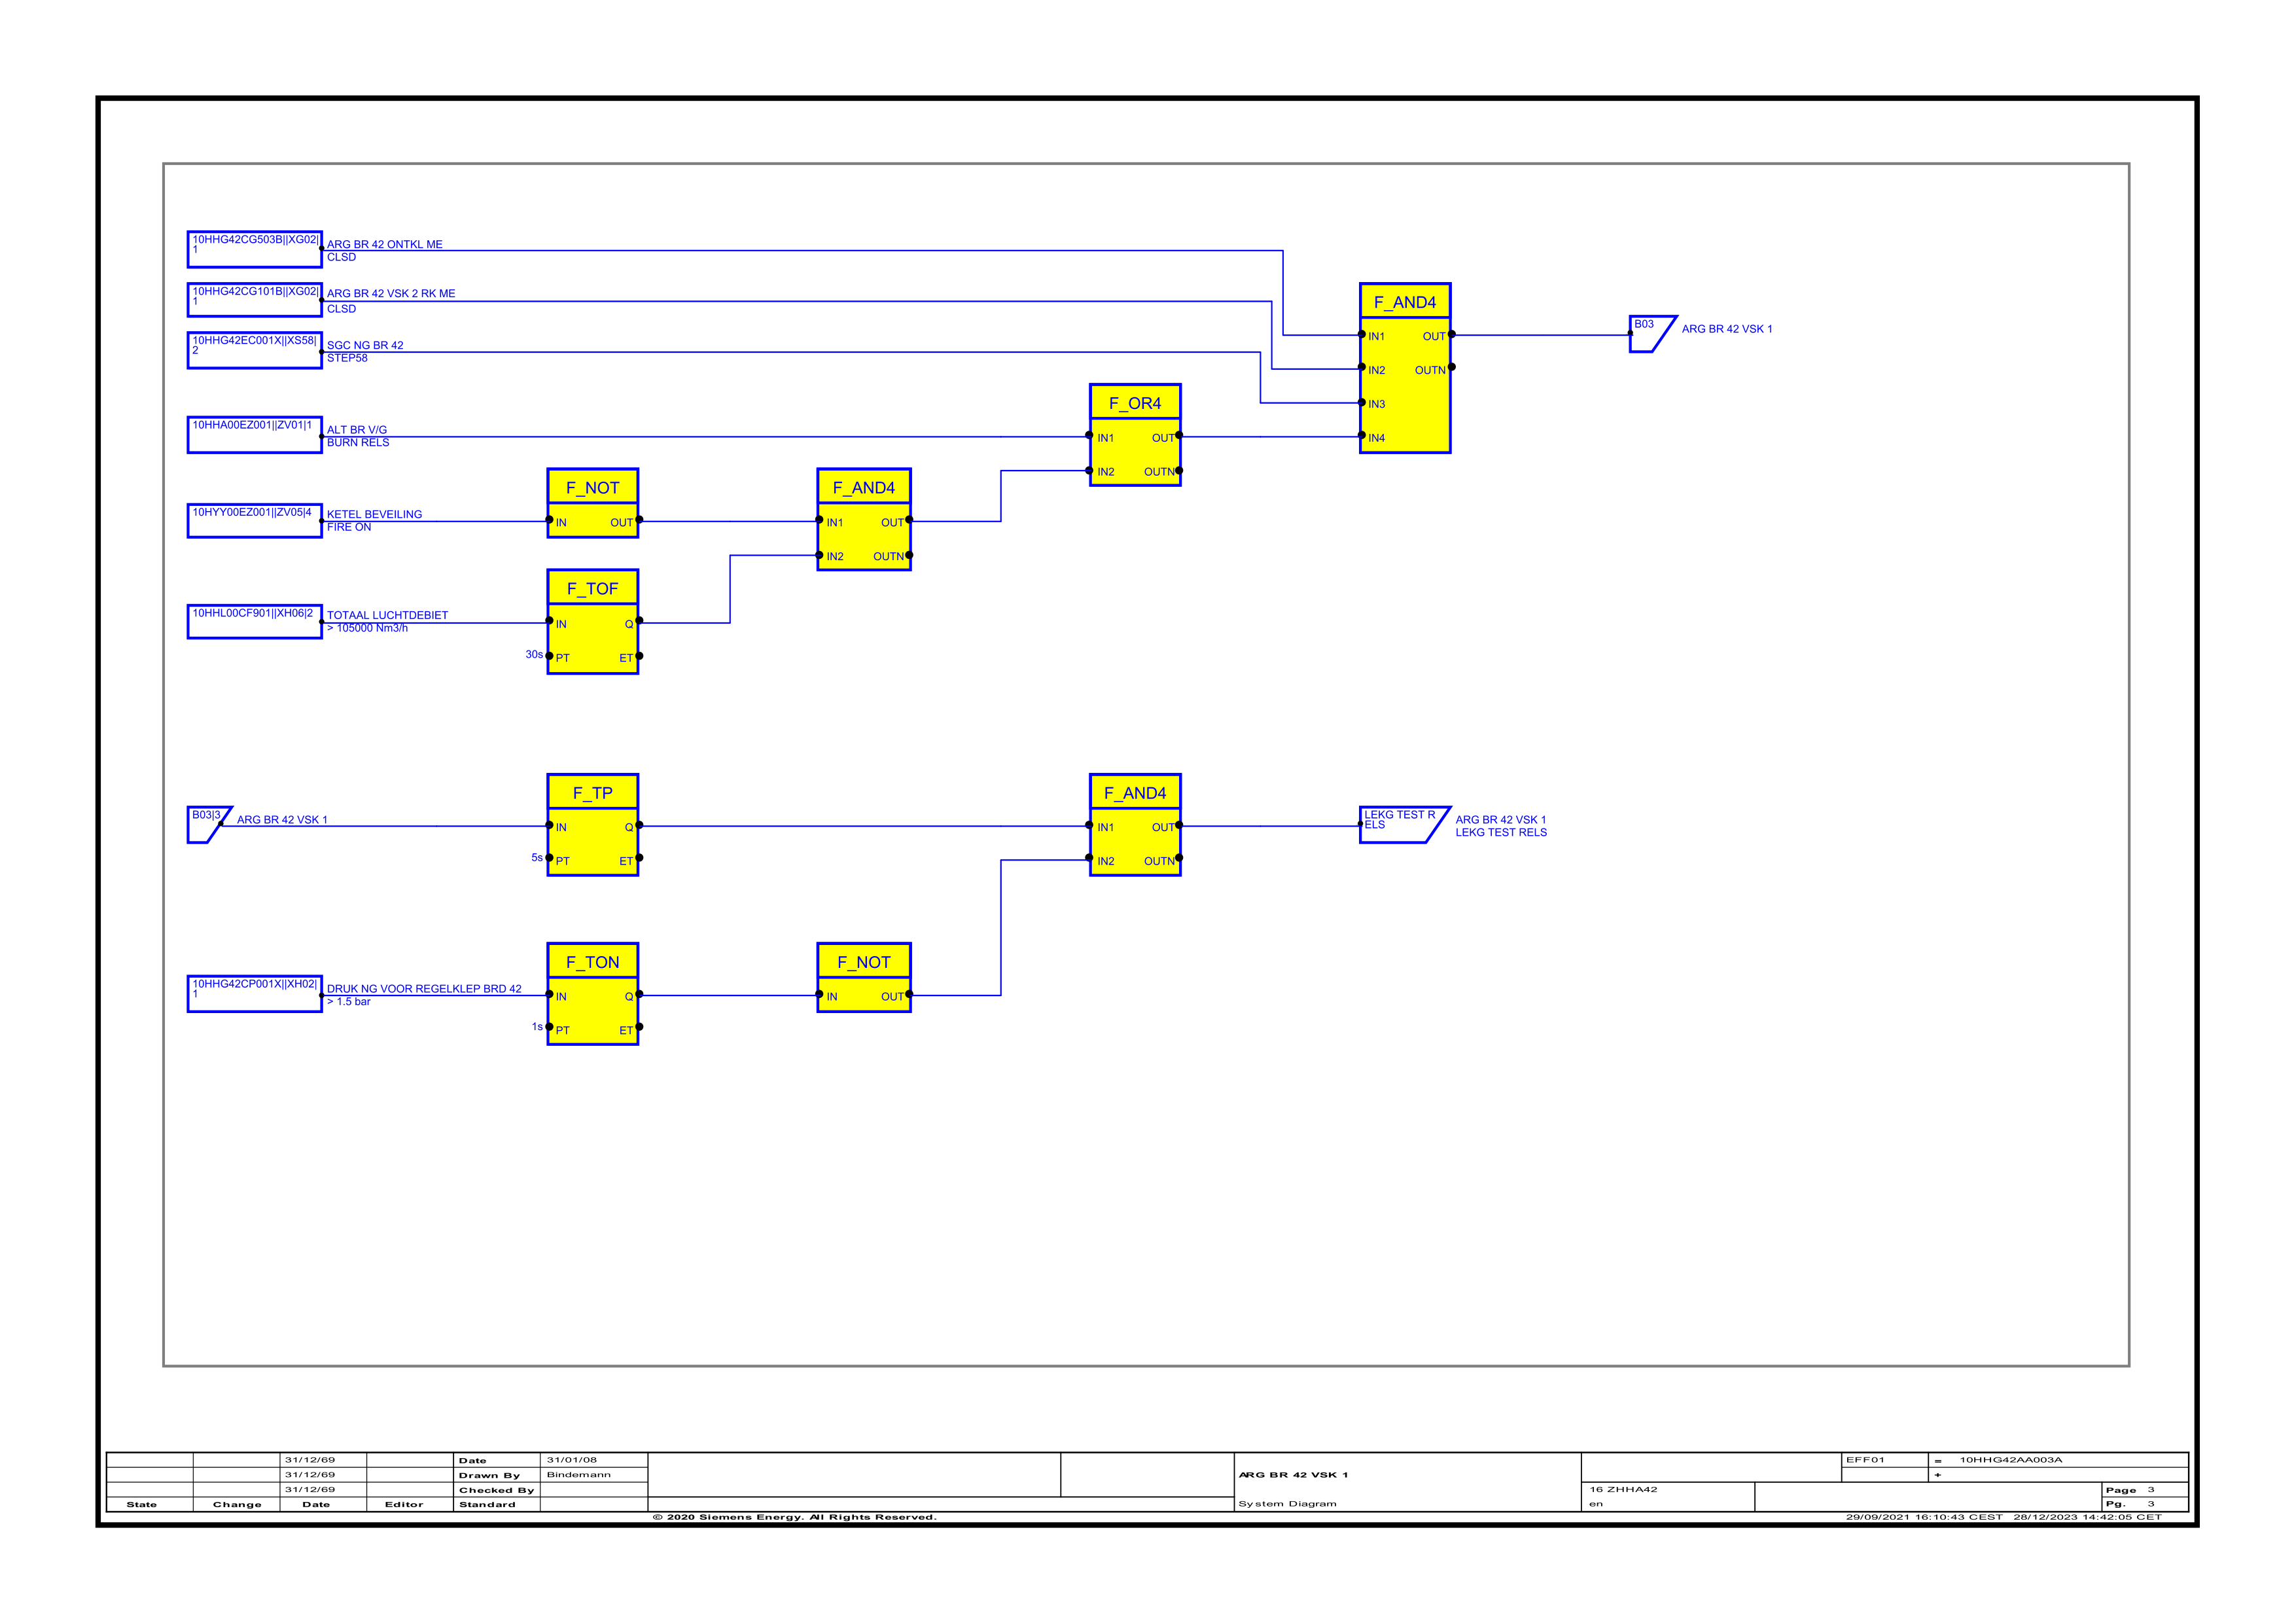 10HHG42CG503B||XG02|
1
ARG BR 42 ONTKL ME
CLSD
10HHG42CG101B||XG02|
1
ARG BR 42 VSK 2 RK ME
CLSD
10HHG42EC001X||XS58|
2
SGC NG BR 42
STEP58
F_AND4
IN1 OUT
IN2 OUTN
IN3
IN4
B03
ARG BR 42 VSK 1
10HHA00EZ001||ZV01|1
ALT BR V/G
BURN RELS
F_OR4
IN1 OUT
IN2 OUTN
10HYY00EZ001||ZV05|4
KETEL BEVEILING
FIRE ON
F_NOT
IN OUT
F_AND4
IN1 OUT
IN2 OUTN
10HHL00CF901||XH06|2
TOTAAL LUCHTDEBIET
> 105000 Nm3/h
F_TOF
IN Q
30s PT ET
B03|3
ARG BR 42 VSK 1
F_TP
IN Q
5s PT ET
F_AND4
IN1 OUT
IN2 OUTN
LEKG TEST R
ELS
ARG BR 42 VSK 1
LEKG TEST RELS
10HHG42CP001X||XH02|
1
DRUK NG VOOR REGELKLEP BRD 42
> 1.5 bar
F_TON
IN Q
1s PT ET
F_NOT
IN OUT
31/12/69 Date 31/01/08
31/12/69 Drawn By Bindemann
31/12/69 Checked By
State Change Date Editor Standard
ARG BR 42 VSK 1
System Diagram
16 ZHHA42
en
EFF01 = 10HHG42AA003A
+
Page 3
Pg. 3
© 2020 Siemens Energy. All Rights Reserved.
29/09/2021 16:10:43 CEST 28/12/2023 14:42:05 CET